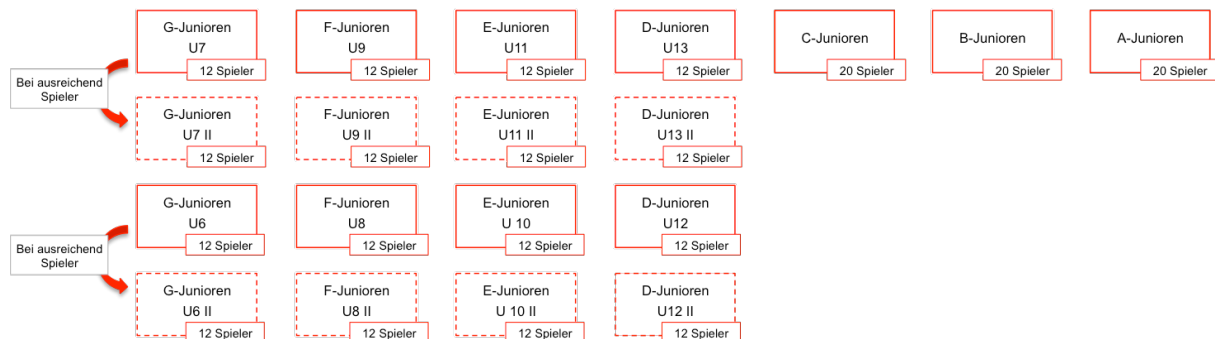 G-Junioren
U7
12 Spieler
F-Junioren
U9
12 Spieler
E-Junioren
U11
12 Spieler
D-Junioren
U13
12 Spieler
C-Junioren
20 Spieler
B-Junioren
20 Spieler
A-Junioren
20 Spieler
Bei ausreichend
Spieler
G-Junioren
U7 II
12 Spieler
F-Junioren
U9 II
12 Spieler
E-Junioren
U11 II
12 Spieler
D-Junioren
U13 II
12 Spieler
G-Junioren
U6
12 Spieler
F-Junioren
U8
12 Spieler
E-Junioren
U 10
12 Spieler
D-Junioren
U12
12 Spieler
Bei ausreichend
Spieler
G-Junioren
U6 II
12 Spieler
F-Junioren
U8 II
12 Spieler
E-Junioren
U 10 II
12 Spieler
D-Junioren
U12 II
12 Spieler